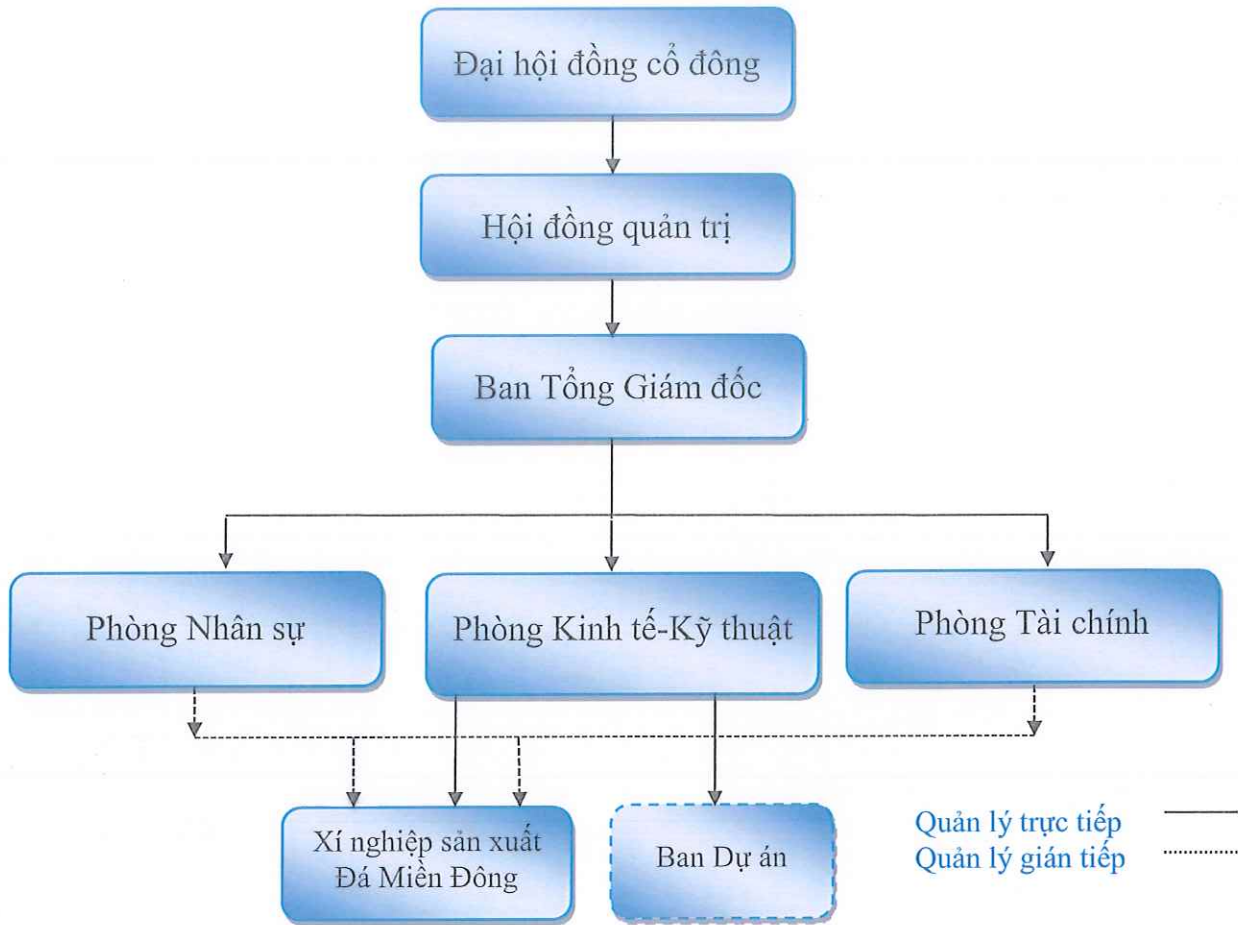 Đại hội đồng cổ đông
Hội đồng quản trị
Ban Tổng Giám đốc
Phòng Nhân sự
Phòng Kinh tế-Kỹ thuật
Phòng Tài chính
Xí nghiệp sản xuất
Đá Miền Đông
Ban Dự án
Quản lý trực tiếp
Quản lý gián tiếp